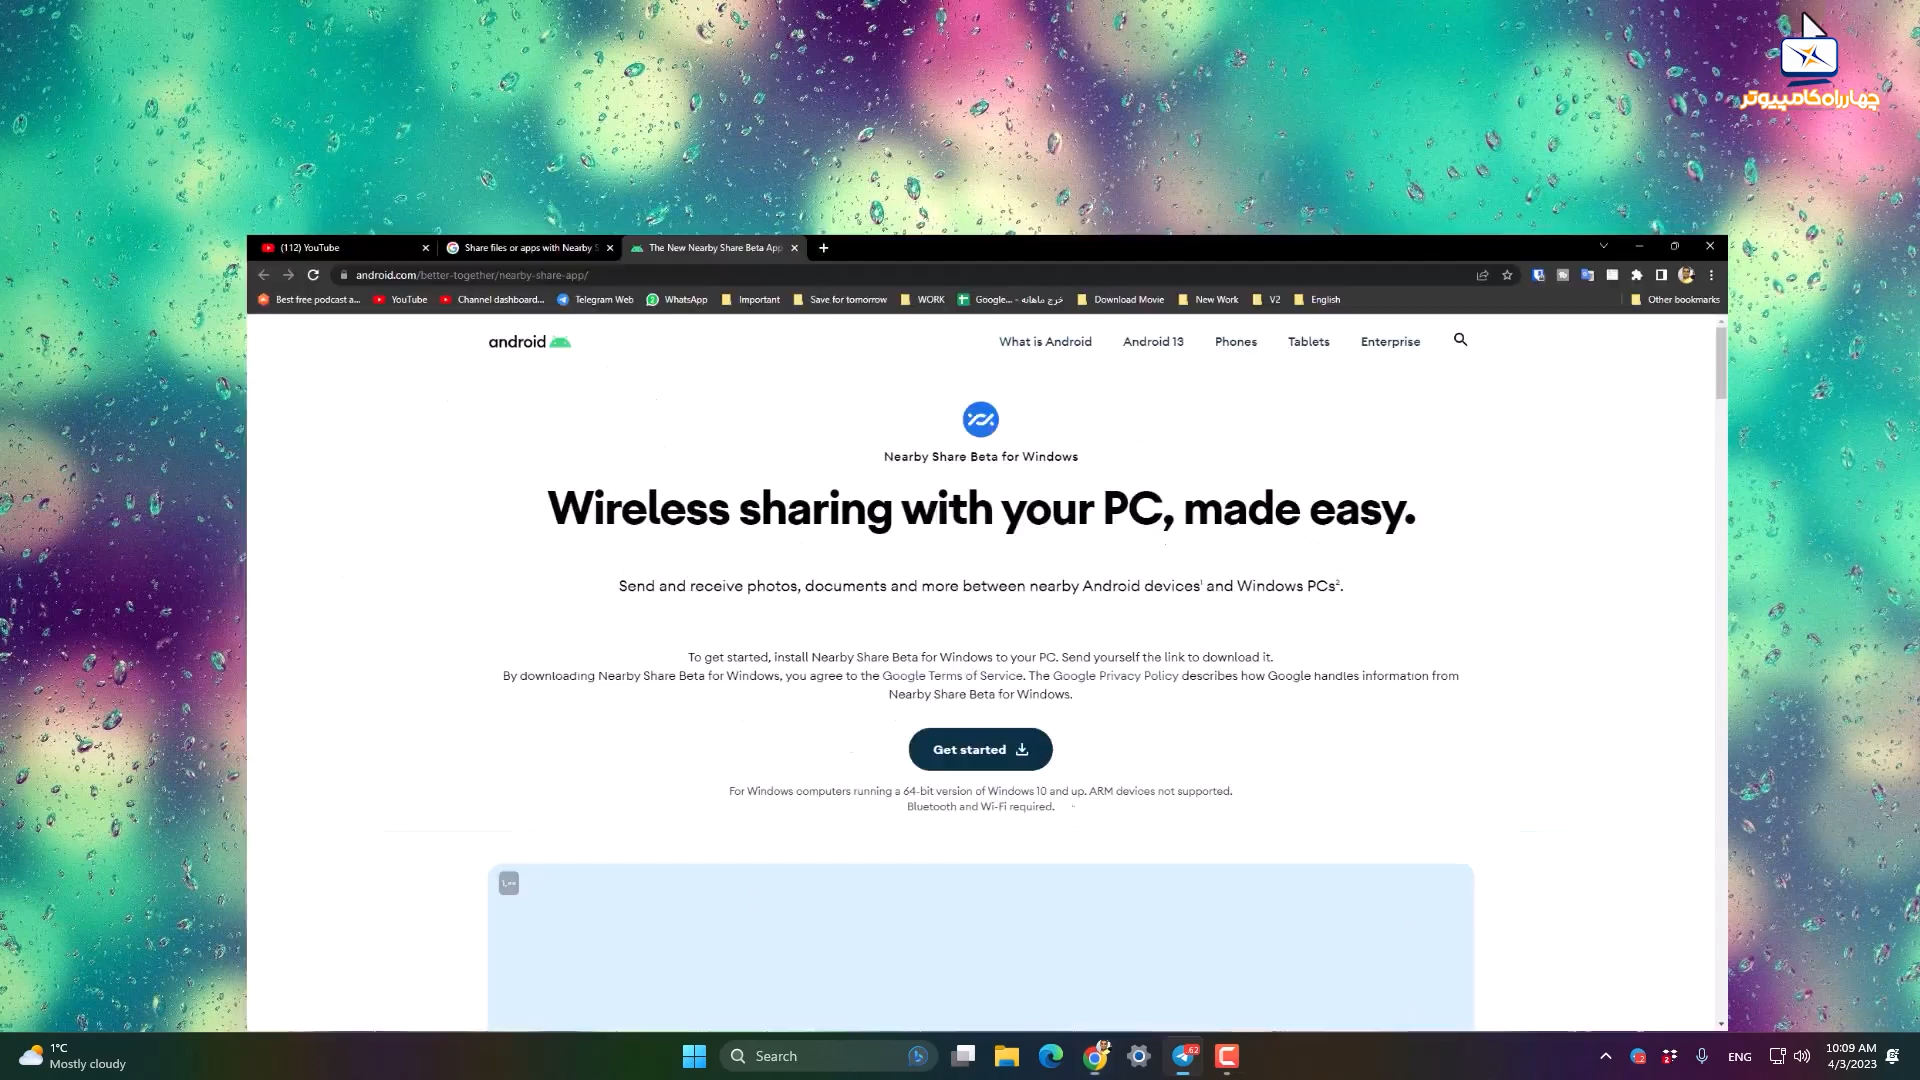 چهارراه کامپیوتر
(112) YouTube
Share files or apps with Nearby S
The New Nearby Share Beta App
android.com/better-together/nearby-share-app/
Best free podcast a...
YouTube
Channel dashboard...
Telegram Web
WhatsApp
Important
Save for tomorrow
WORK
Google... - خرج ماهانه
Download Movie
New Work
V2
English
Other bookmarks
android
What is Android
Android 13
Phones
Tablets
Enterprise
Nearby Share Beta for Windows
Wireless sharing with your PC, made easy.
Send and receive photos, documents and more between nearby Android devices¹ and Windows PCs².
To get started, install Nearby Share Beta for Windows to your PC. Send yourself the link to download it.
By downloading Nearby Share Beta for Windows, you agree to the Google Terms of Service. The Google Privacy Policy describes how Google handles information from
Nearby Share Beta for Windows.
Get started
For Windows computers running a 64-bit version of Windows 10 and up. ARM devices not supported.
Bluetooth and Wi-Fi required.
1°C
Mostly cloudy
Search
62
ENG
10:09 AM
4/3/2023